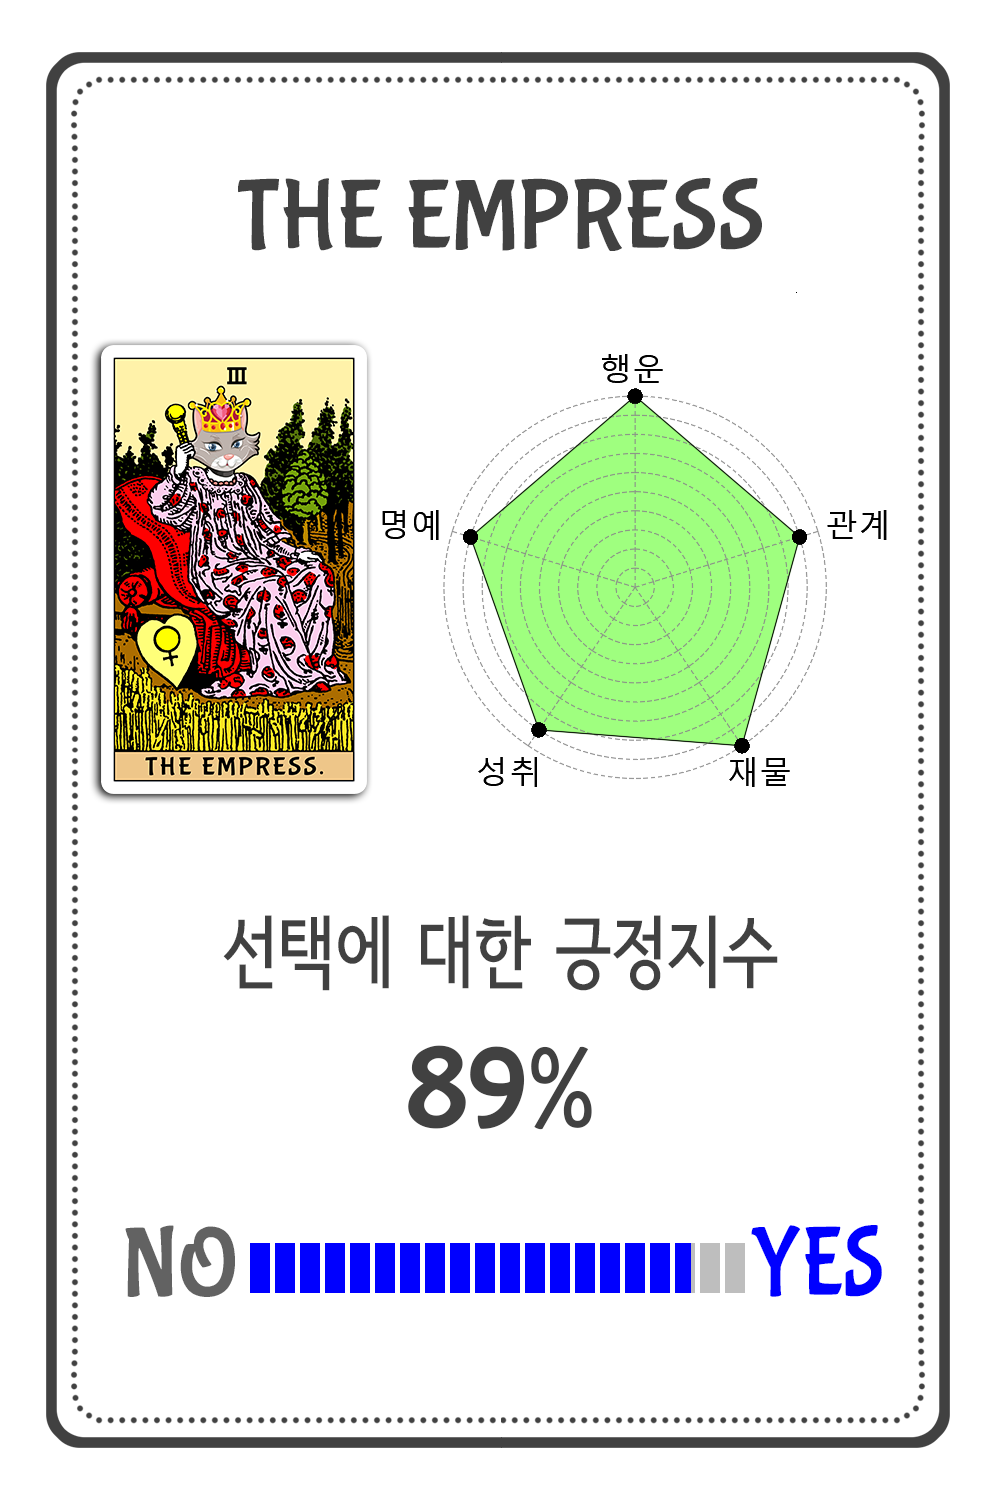 THE EMPRESS
III
THE EMPRESS.
행운
명예
관계
성취
재물
선택에 대한 긍정지수
89%
NO YES